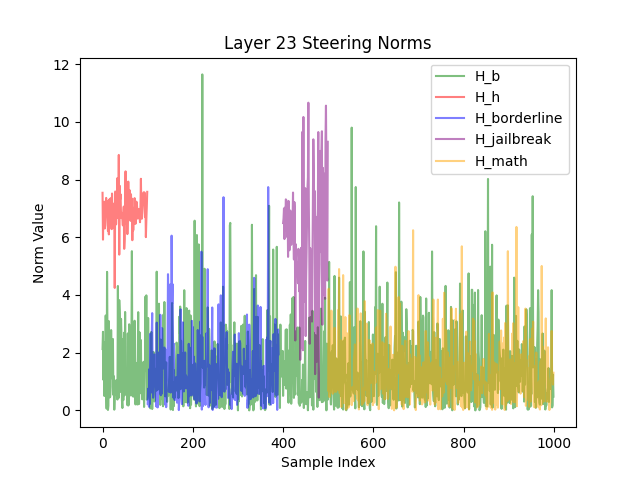 Layer 23 Steering Norms
H_b
H_h
H_borderline
H_jailbreak
H_math
Norm Value
12
10
8
6
4
2
0
0 200 400 600 800 1000
Sample Index